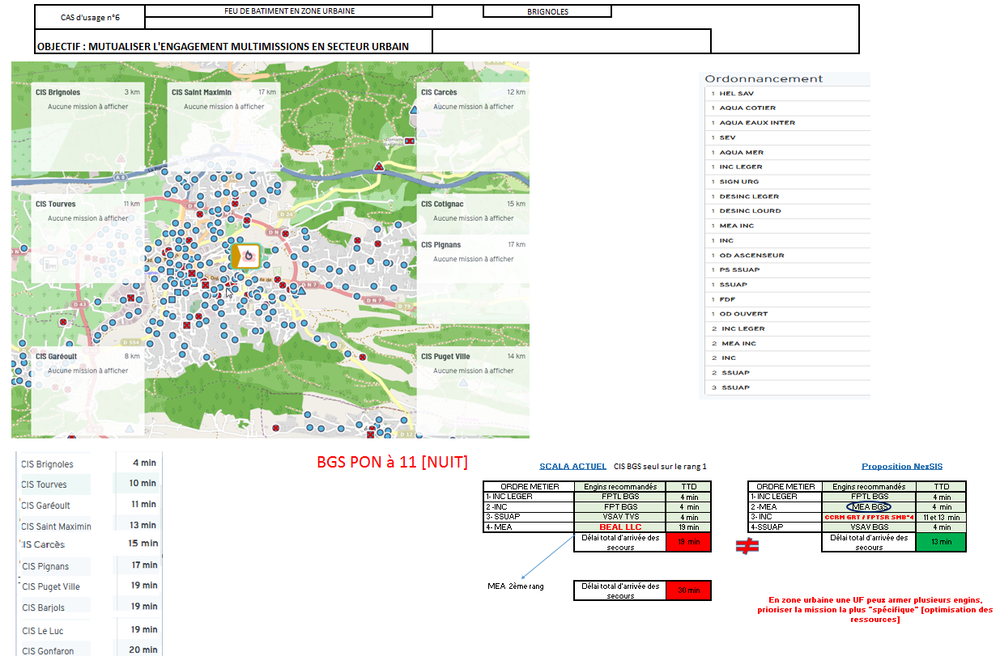 CAS d'usage n°6
FEU DE BATIMENT EN ZONE URBAINE
BRIGNOLES
OBJECTIF : MUTUALISER L'ENGAGEMENT MULTIMISSIONS EN SECTEUR URBAIN
CIS Brignoles 3 km
Aucune mission à afficher
CIS Saint Maximin 17 km
Aucune mission à afficher
CIS Carcès 12 km
Aucune mission à afficher
CIS Tourves 11 km
Aucune mission à afficher
CIS Cotignac 15 km
Aucune mission à afficher
CIS Pignans 17 km
Aucune mission à afficher
CIS Garéoult 8 km
Aucune mission à afficher
CIS Puget Ville 14 km
Aucune mission à afficher
A 8
D 24
D N 7
D N 7
D 43
D 554
D 12
Ordonnancement
1 HEL SAV
1 AQUA COTIER
1 AQUA EAUX INTER
1 SEV
1 AQUA MER
1 INC LEGER
1 SIGN URG
1 DESINC LEGER
1 DESINC LOURD
1 MEA INC
1 INC
1 OD ASCENSEUR
1 PS SSUAP
1 SSUAP
1 FDF
1 OD OUVERT
2 INC LEGER
2 MEA INC
2 INC
2 SSUAP
3 SSUAP
CIS Brignoles 4 min
CIS Tourves 10 min
CIS Garéoult 11 min
CIS Saint Maximin 13 min
CIS Carcès 15 min
CIS Pignans 17 min
CIS Puget Ville 19 min
CIS Barjols 19 min
CIS Le Luc 19 min
CIS Gonfaron 20 min
BGS PON à 11 [NUIT]
SCALA ACTUEL CIS BGS seul sur le rang 1
ORDRE METIER Engins recommandés TTD
1- INC LEGER FPTL BGS 4 min
2 -INC FPT BGS 4 min
3- SSUAP VSAV TVS 4 min
4- MEA BEAL LLC 19 min
Délai total d'arrivée des
secours 19 min
MEA 2ème rang
Délai total d'arrivée des
secours 30 min
Proposition NexSIS
ORDRE METIER Engins recommandés TTD
1- INC LEGER FPTL BGS 4 min
2 -MEA MEA BGS 4 min
3- INC CCRM GRT / FPTSR SMB*4 11 et 13 min
4-SSUAP VSAV BGS 4 min
Délai total d'arrivée des
secours 13 min
≠
En zone urbaine une UF peux armer plusieurs engins,
prioriser la mission la plus "spécifique" [optimisation des
ressources]